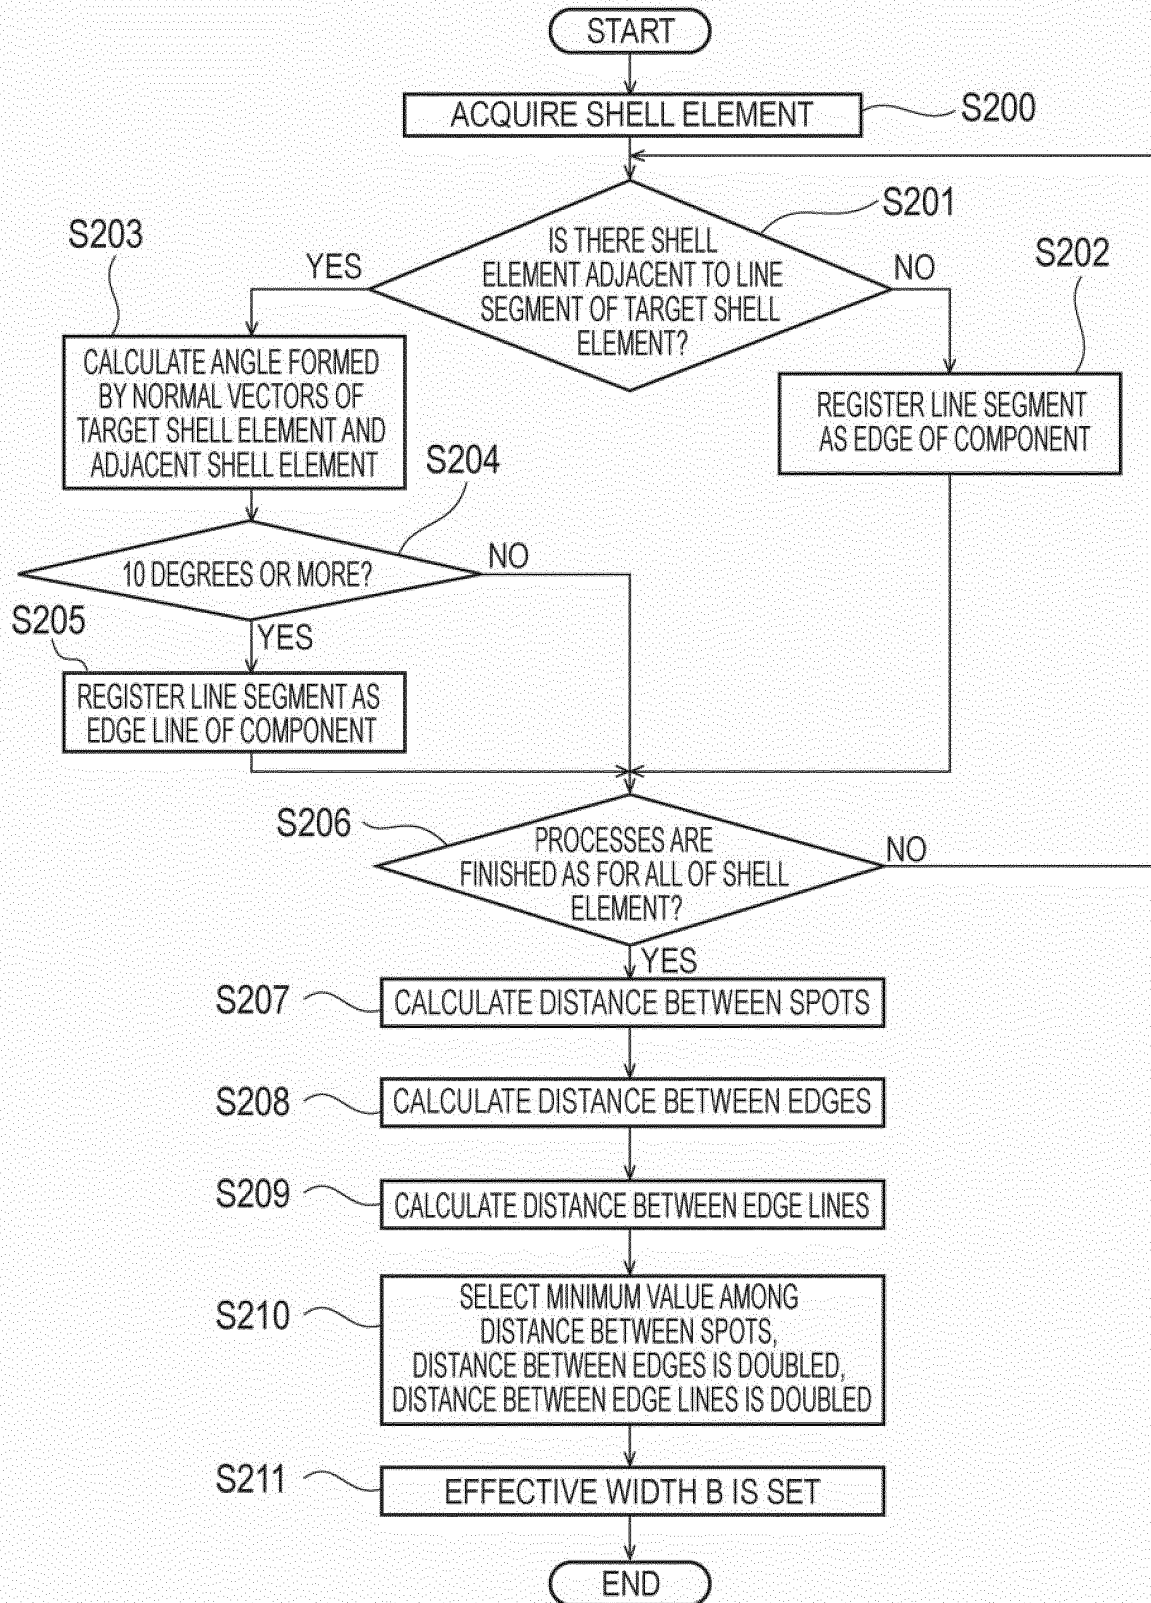 START
ACQUIRE SHELL ELEMENT
S200
S201
IS THERE SHELL
ELEMENT ADJACENT TO LINE
SEGMENT OF TARGET SHELL
ELEMENT?
YES
NO
S203
CALCULATE ANGLE FORMED
BY NORMAL VECTORS OF
TARGET SHELL ELEMENT AND
ADJACENT SHELL ELEMENT
S202
REGISTER LINE SEGMENT
AS EDGE OF COMPONENT
S204
10 DEGREES OR MORE?
NO
YES
S205
REGISTER LINE SEGMENT AS
EDGE LINE OF COMPONENT
S206
PROCESSES ARE
FINISHED AS FOR ALL OF SHELL
ELEMENT?
NO
YES
S207
CALCULATE DISTANCE BETWEEN SPOTS
S208
CALCULATE DISTANCE BETWEEN EDGES
S209
CALCULATE DISTANCE BETWEEN EDGE LINES
S210
SELECT MINIMUM VALUE AMONG
DISTANCE BETWEEN SPOTS,
DISTANCE BETWEEN EDGES IS DOUBLED,
DISTANCE BETWEEN EDGE LINES IS DOUBLED
S211
EFFECTIVE WIDTH B IS SET
END